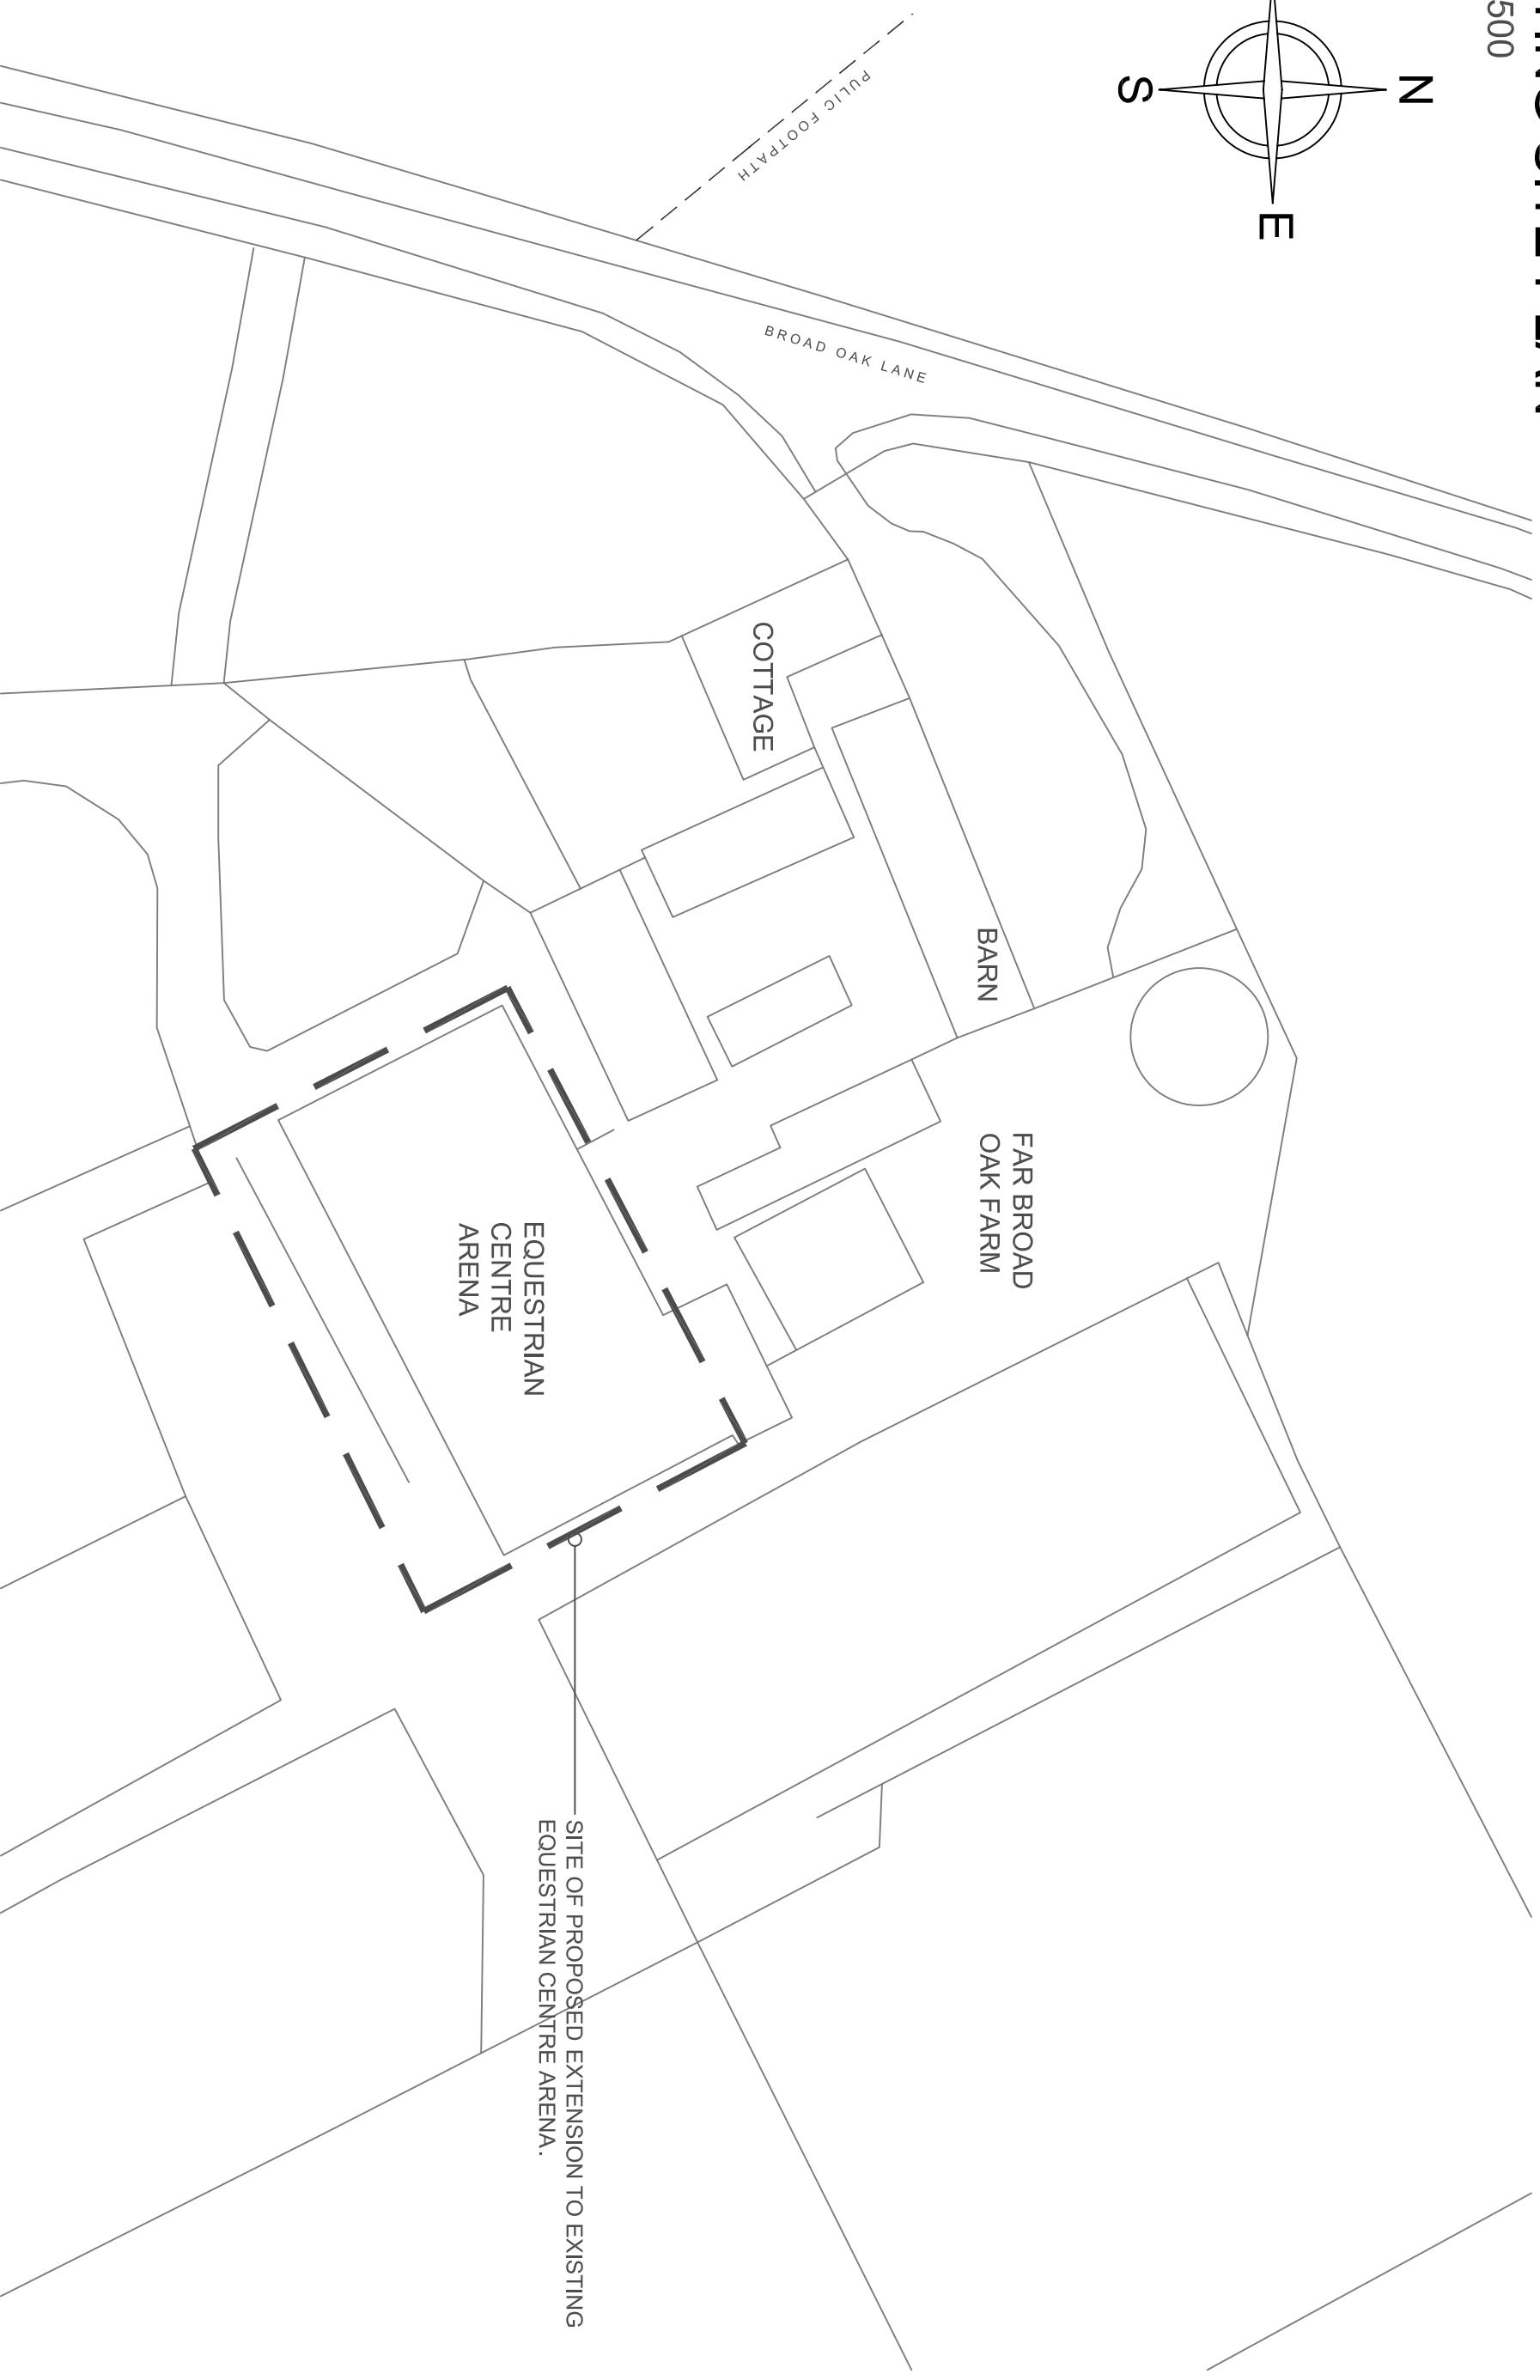 500
N
S
E
PULIC FOOTPATH
BROAD OAK LANE
COTTAGE
BARN
FAR BROAD
OAK FARM
EQUESTRIAN
CENTRE
ARENA
SITE OF PROPOSED EXTENSION TO EXISTING
EQUESTRIAN CENTRE ARENA.